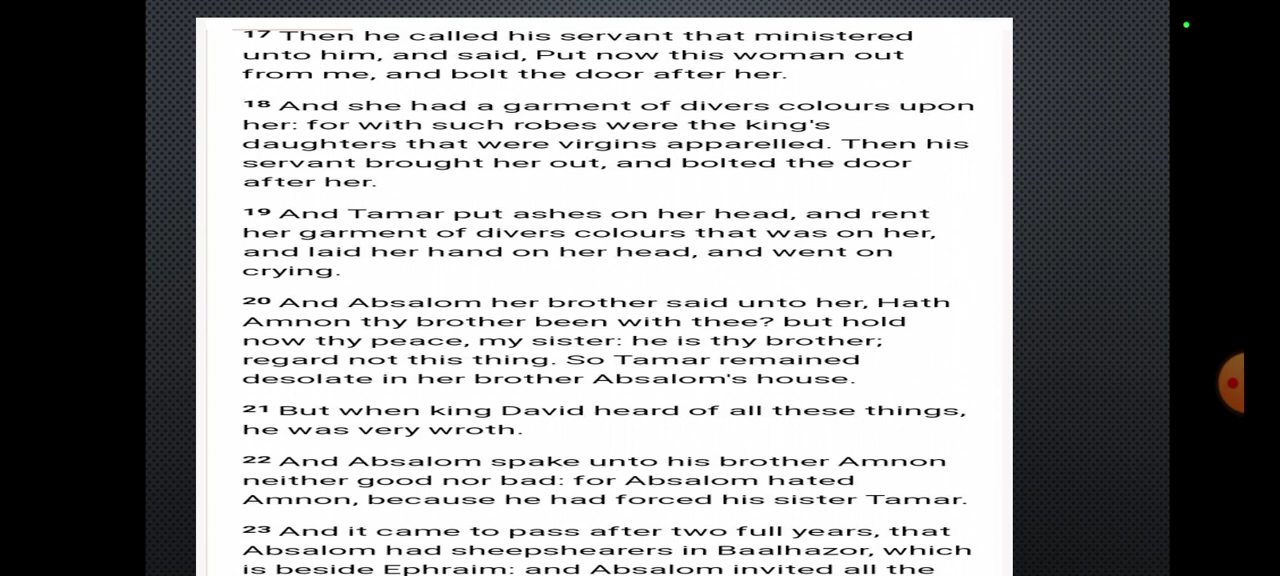 17 Then he called his servant that ministered
unto him, and said, Put now this woman out
from me, and bolt the door after her.
18 And she had a garment of divers colours upon
her: for with such robes were the king's
daughters that were virgins apparelled. Then his
servant brought her out, and bolted the door
after her.
19 And Tamar put ashes on her head, and rent
her garment of divers colours that was on her,
and laid her hand on her head, and went on
crying.
20 And Absalom her brother said unto her, Hath
Amnon thy brother been with thee? but hold
now thy peace, my sister: he is thy brother;
regard not this thing. So Tamar remained
desolate in her brother Absalom's house.
21 But when king David heard of all these things,
he was very wroth.
22 And Absalom spake unto his brother Amnon
neither good nor bad: for Absalom hated
Amnon, because he had forced his sister Tamar.
23 And it came to pass after two full years, that
Absalom had sheepshearers in Baalhazor, which
is beside Ephraim: and Absalom invited all the